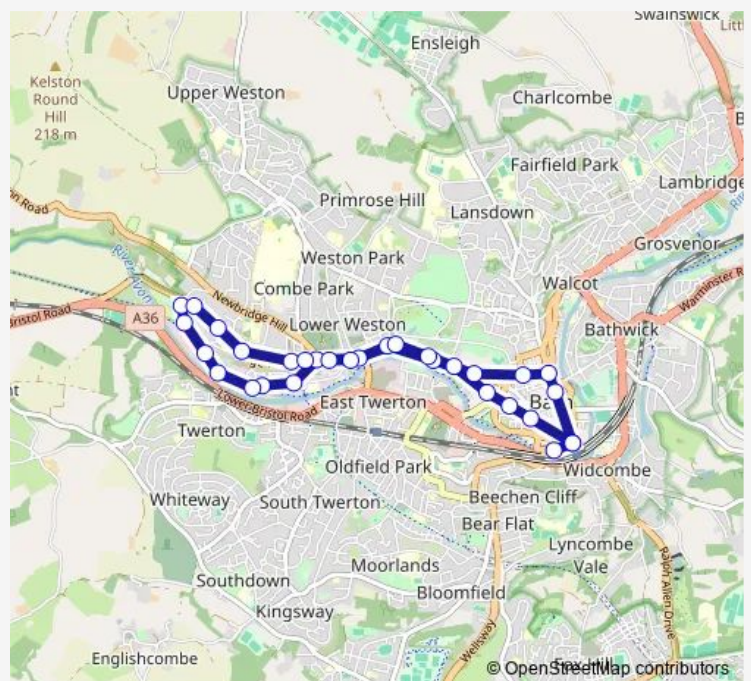 Swainswick
Ensleigh
Kelston
Round
Hill
218 m
Upper Weston
Charlcombe
Fairfield Park
Primrose Hill
Lansdown
Lambridge
on Road
Weston Park
Grosvenor
River Avon
Combe Park
Walcot
Warminster R
Newbridge Hill
Bristol Road
A36
Lower Weston
Bathwick
Lower Bristol Road
East Twerton
Twerton
Oldfield Park
Widcombe
Whiteway
South Twerton
Beechen Cliff
Bear Flat
Lyncombe
Vale
Moorlands
Southdown
Bloomfield
Ralph Allen Drive
Kingsway
Wellsway
Englishcombe
© OpenStreetMap contributors